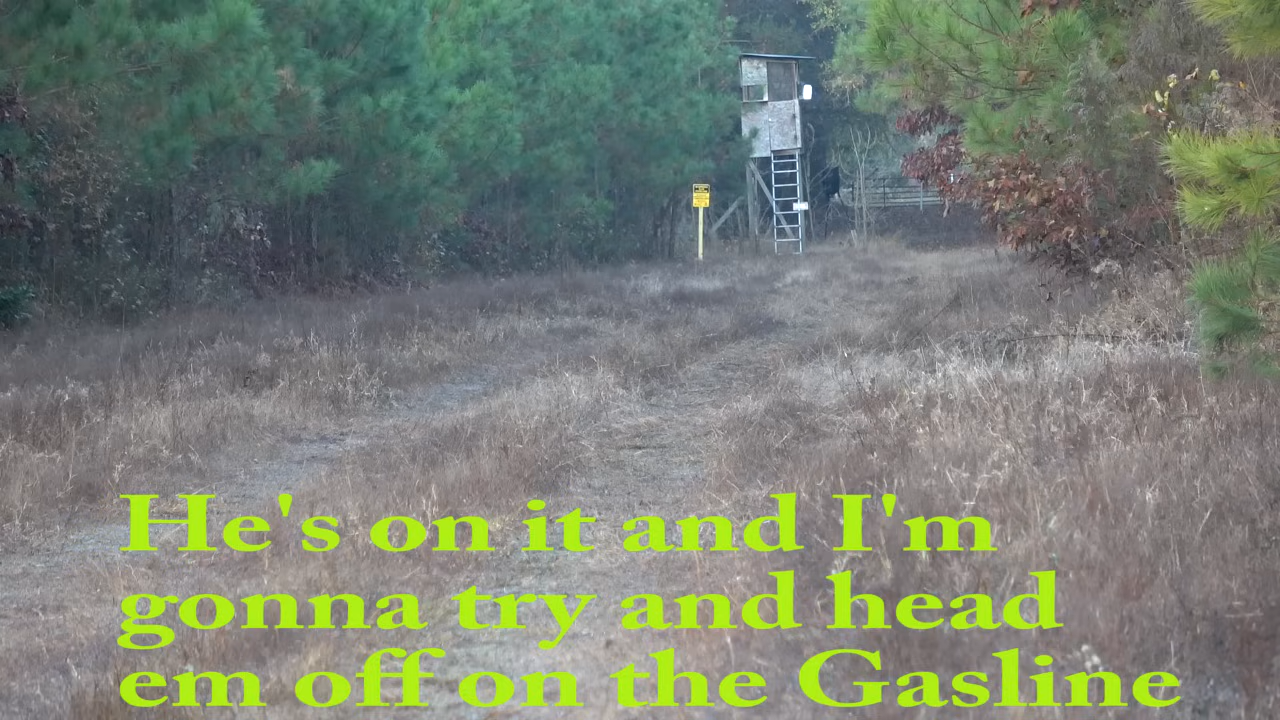 He's on it and I'm
gonna try and head
em off on the Gasline